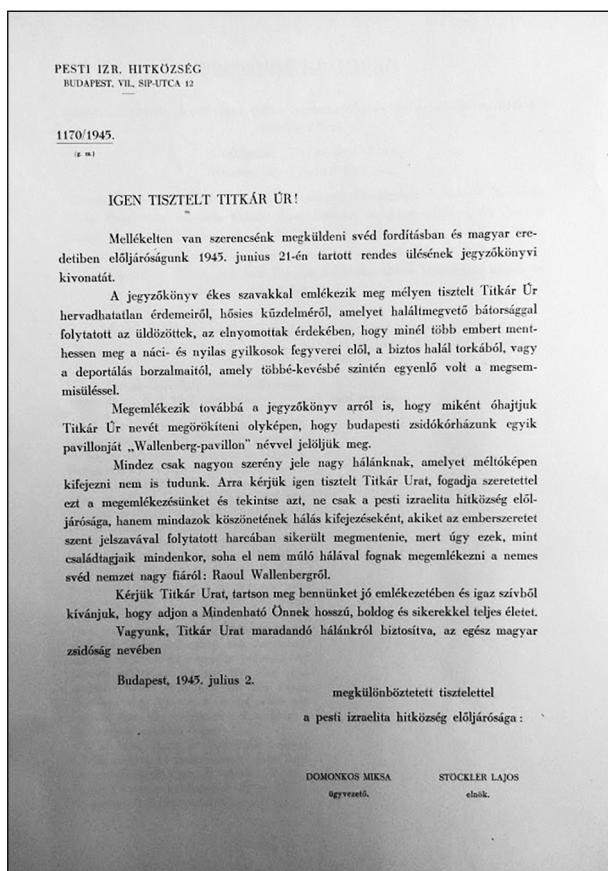 PESTI IZR. HITKÖZSÉG
BUDAPEST, VII., SIP-UTCA 12
1170/1945.
(g. m.)
IGEN TISZTELT TITKÁR ÚR!
Mellékelten van szerencsénk megküldeni svéd fordításban és magyar ere-
detiben előljáróságunk 1945. junius 21-én tartott rendes ülésének jegyzőkönyvi
kivonatát.
A jegyzőkönyv ékes szavakkal emlékezik meg mélyen tisztelt Titkár Úr
hervadhatatlan érdemeiről, hősies kűzdelméről, amelyet haláltmegvető bátorsággal
folytatott az üldözöttek, az elnyomottak érdekében, hogy minél több embert ment-
hessen meg a náci- és nyilas gyilkosok fegyverei elől, a biztos halál torkából, vagy
a deportálás borzalmaitól, amely többé-kevésbé szintén egyenlő volt a megsem-
misüléssel.
Megemlékezik továbbá a jegyzőkönyv arról is, hogy miként óhajtjuk
Titkár Úr nevét megörökíteni olyképen, hogy budapesti zsidókórházunk egyik
pavillonját „Wallenberg-pavillon” névvel jelöljük meg.
Mindez csak nagyon szerény jele nagy hálánknak, amelyet méltóképen
kifejezni nem is tudunk. Arra kérjük igen tisztelt Titkár Urat, fogadja szeretettel
ezt a megemlékezésünket és tekintse azt, ne csak a pesti izraelita hitközség elől-
járósága, hanem mindazok köszönetének hálás kifejezéseként, akiket az emberszeretet
szent jelszavával folytatott harcában sikerült megmentenie, mert úgy ezek, mint
családtagjaik mindenkor, soha el nem múló hálával fognak megemlékezni a nemes
svéd nemzet nagy fiáról: Raoul Wallenbergről.
Kérjük Titkár Urat, tartson meg bennünket jó emlékezetében és igaz szívből
kívánjuk, hogy adjon a Mindenható Önnek hosszú, boldog és sikerekkel teljes életet.
Vagyunk, Titkár Urat maradandó hálánkról biztosítva, az egész magyar
zsidóság nevében
Budapest, 1945. julius 2.
megkülönböztetett tisztelettel
a pesti izraelita hitközség előljárósága :
DOMONKOS MIKSA STÖCKLER LAJOS
ügyvezető. elnök.